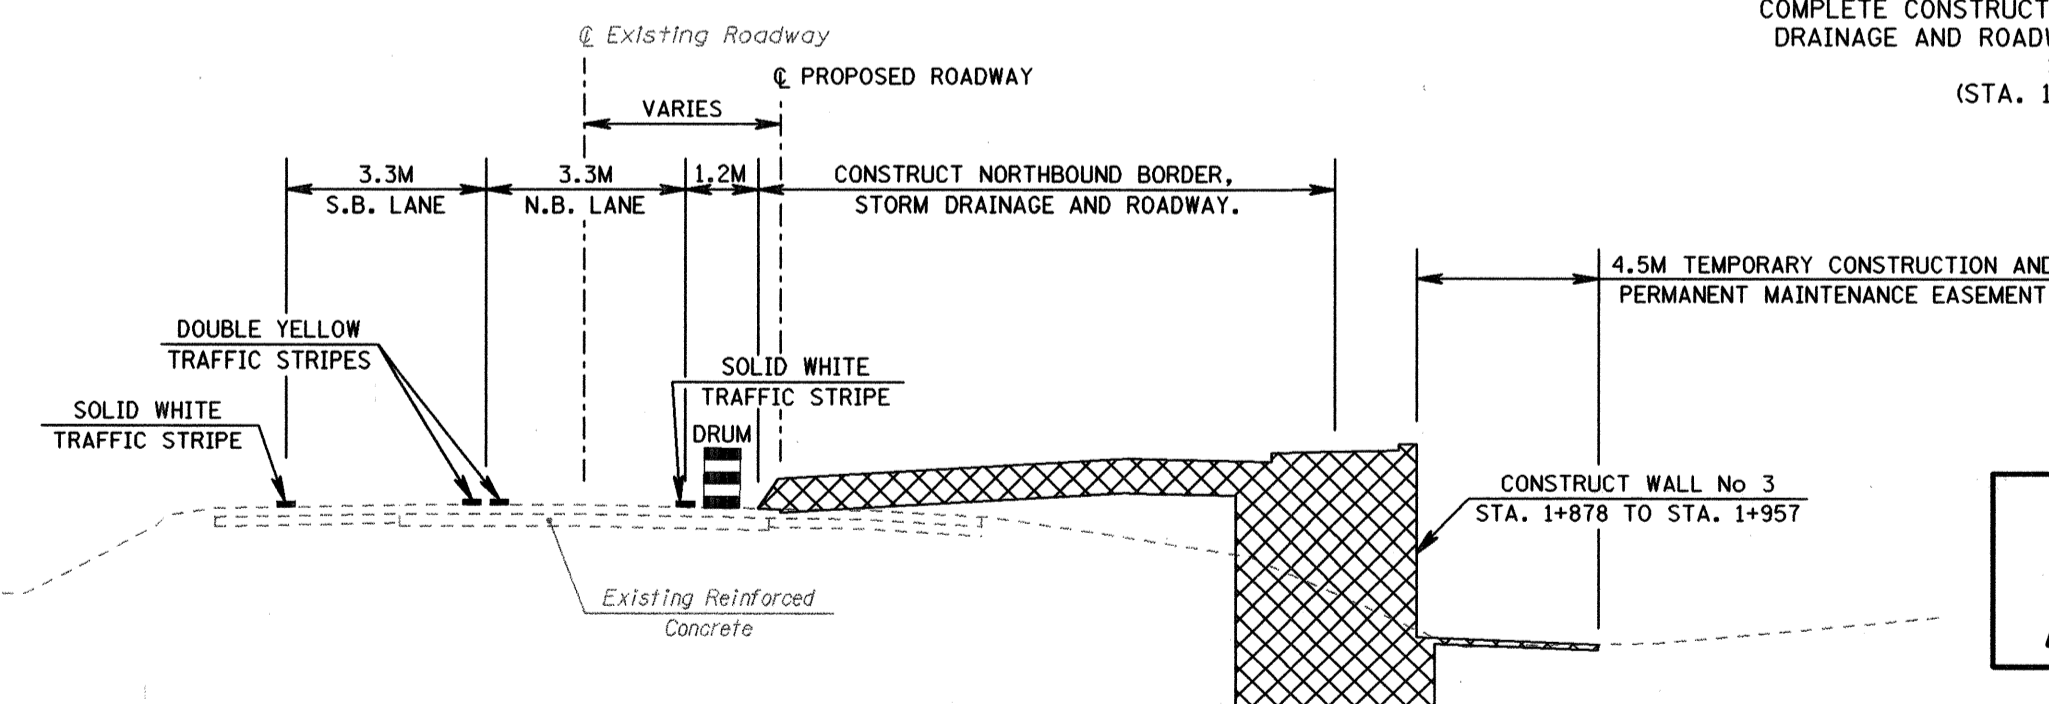 COMPLETE
DRAINAGE AND
(STA. 1
℄ Existing Roadway
℄ PROPOSED ROADWAY
VARIES
3.3M
S.B. LANE
3.3M
N.B. LANE
1.2M
CONSTRUCT NORTHBOUND BORDER,
STORM DRAINAGE AND ROADWAY.
4.5M TEMPORARY CONSTRUCTION AND
PERMANENT MAINTENANCE EASEMENT
DOUBLE YELLOW
TRAFFIC STRIPES
SOLID WHITE
TRAFFIC STRIPE
SOLID WHITE
TRAFFIC STRIPE
DRUM
CONSTRUCT WALL No 3
STA. 1+878 TO STA. 1+957
Existing Reinforced
Concrete